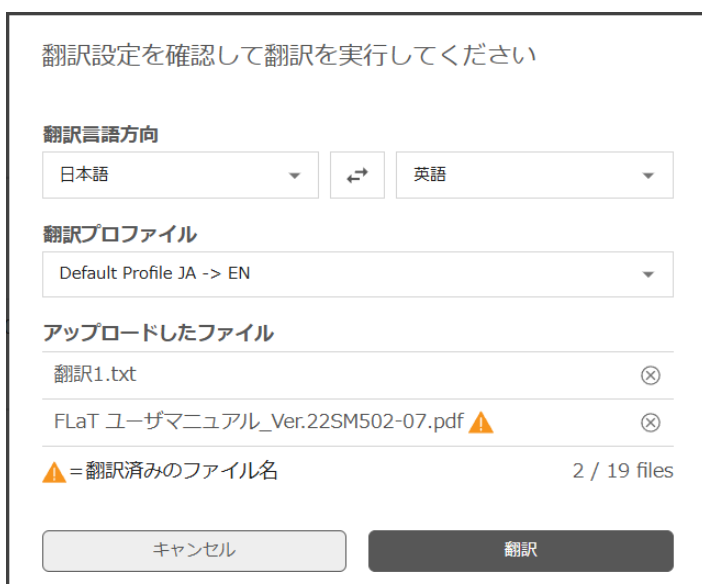 翻訳設定を確認して翻訳を実行してください
翻訳言語方向
日本語 英語
翻訳プロファイル
Default Profile JA -> EN
アップロードしたファイル
翻訳1.txt
FLaT ユーザマニュアル_Ver.22SM502-07.pdf
=翻訳済みのファイル名 2 / 19 files
キャンセル 翻訳